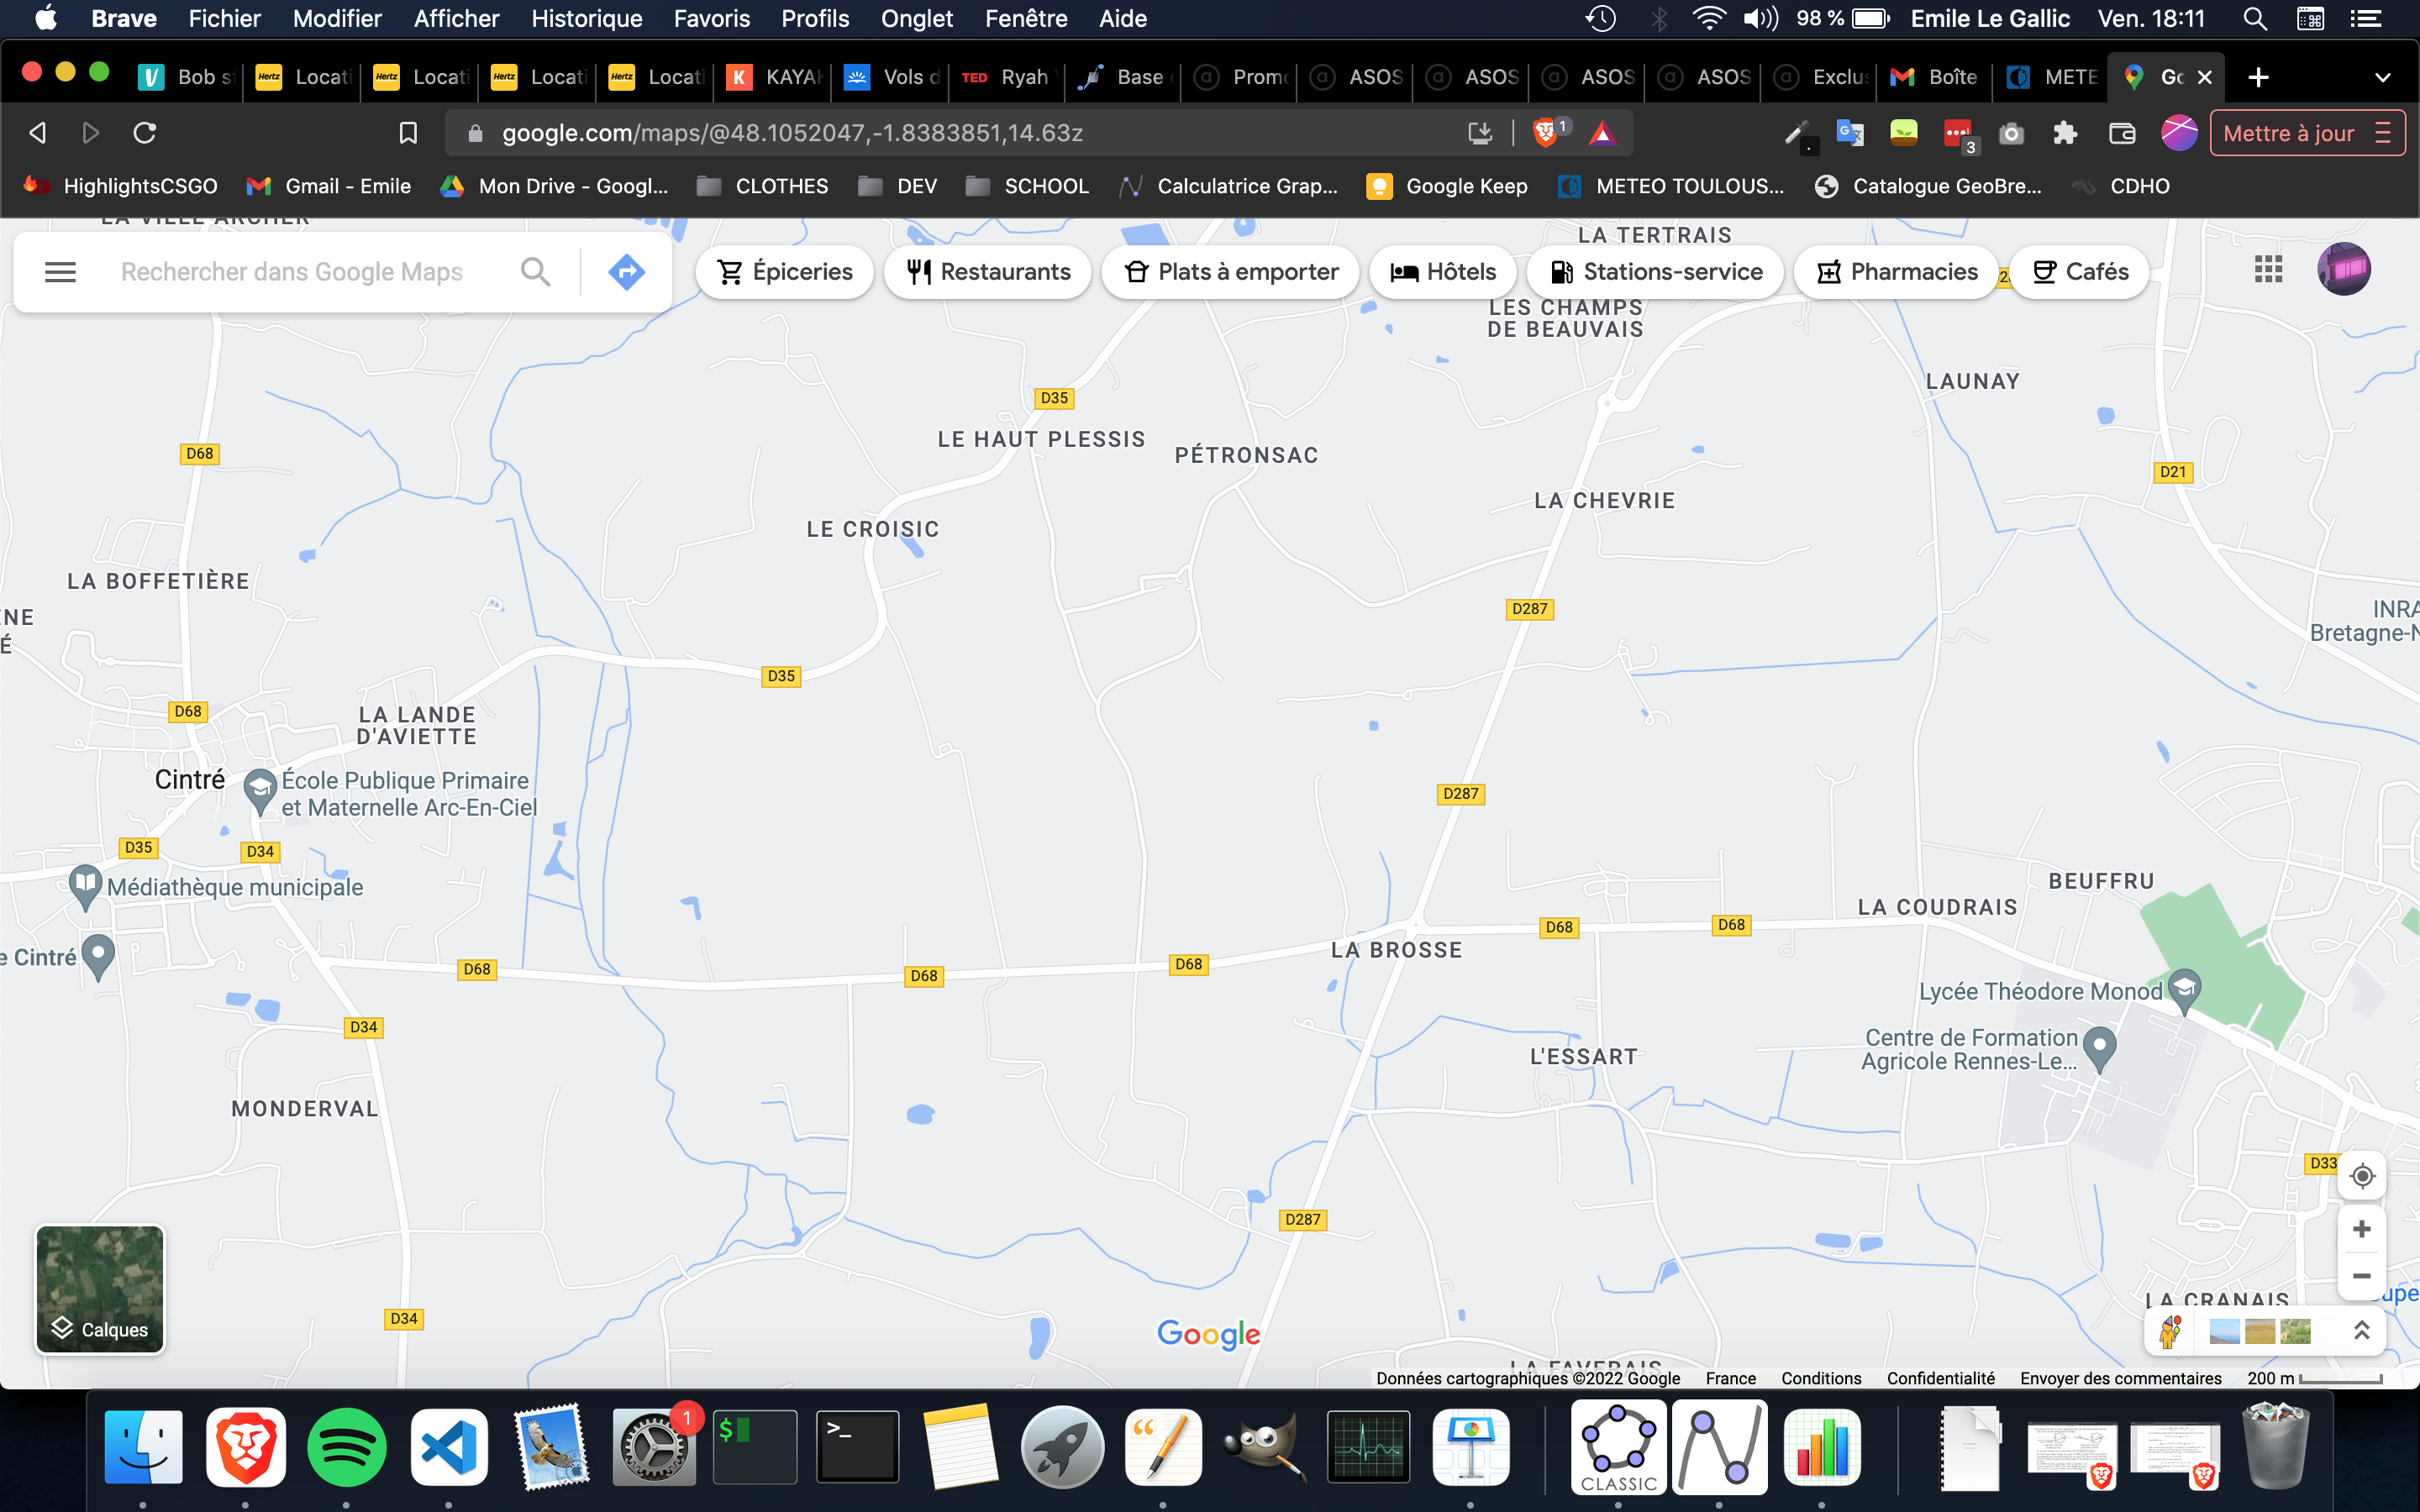 Brave Fichier Modifier Afficher Historique Favoris Profils Onglet Fenêtre Aide 98 % Emile Le Gallic Ven. 18:11
Bob s Locati Locati Locati Locati KAYAK Vols d TED Ryah Base Promo ASOS ASOS ASOS ASOS Exclus Boîte METE Go
google.com/maps/@48.1052047,-1.8383851,14.63z 1 3 Mettre à jour
HighlightsCSGO Gmail - Emile Mon Drive - Googl... CLOTHES DEV SCHOOL Calculatrice Grap... Google Keep METEO TOULOUS... Catalogue GeoBre... CDHO
LA VILLE ARCHER
LA TERTRAIS
Rechercher dans Google Maps
Épiceries Restaurants Plats à emporter Hôtels Stations-service Pharmacies Cafés
LES CHAMPS
DE BEAUVAIS
LAUNAY
D35
LE HAUT PLESSIS
D68
PÉTRONSAC
D21
LA CHEVRIE
LE CROISIC
LA BOFFETIÈRE
D287
INRA
Bretagne-N
D35
D68
LA LANDE
D'AVIETTE
Cintré
École Publique Primaire
et Maternelle Arc-En-Ciel
D287
D35
D34
Médiathèque municipale
BEUFFRU
LA COUDRAIS
D68
D68
LA BROSSE
e Cintré
D68
D68
D68
Lycée Théodore Monod
D34
Centre de Formation
Agricole Rennes-Le...
L'ESSART
MONDERVAL
D33
D287
LA CRANAIS
D34
Calques
Google
LA FAVERAIS
Données cartographiques ©2022 Google France Conditions Confidentialité Envoyer des commentaires 200 m
1
$
>_
CLASSIC